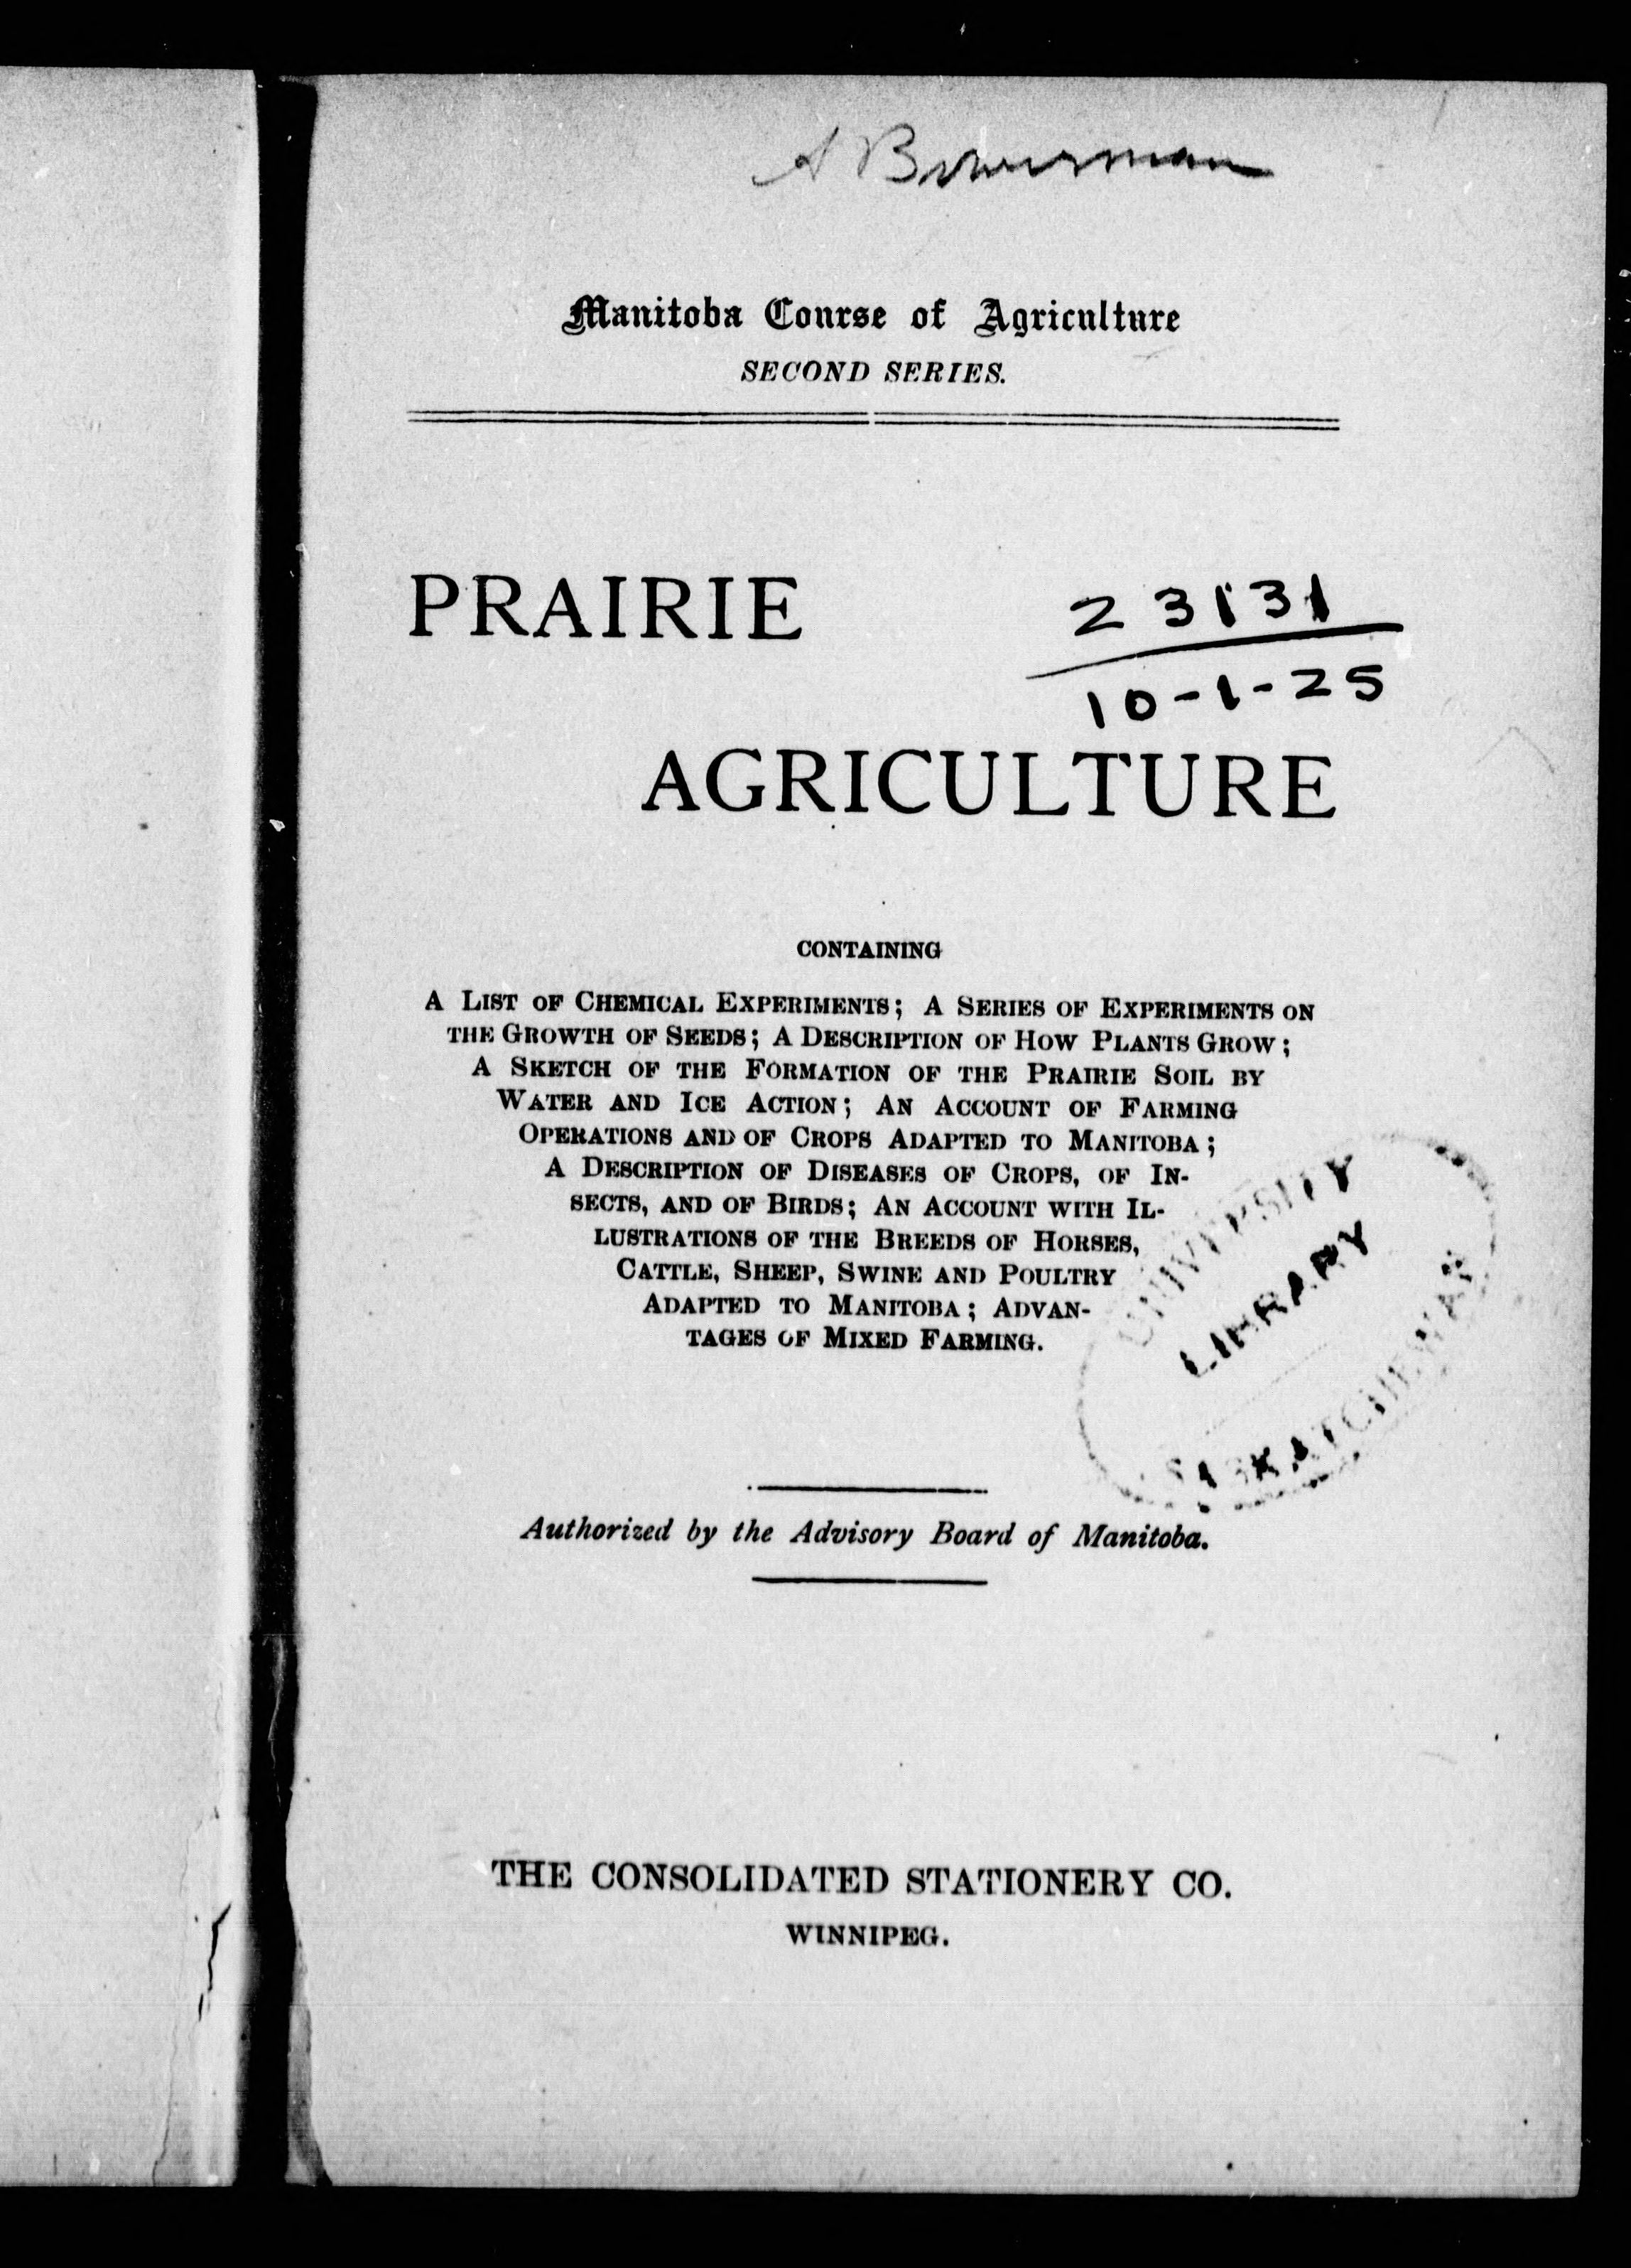 A Bowerman
Manitoba Course of Agriculture
SECOND SERIES.
PRAIRIE
23131
10-1-25
AGRICULTURE
CONTAINING
A LIST OF CHEMICAL EXPERIMENTS; A SERIES OF EXPERIMENTS ON
THE GROWTH OF SEEDS; A DESCRIPTION OF HOW PLANTS GROW;
A SKETCH OF THE FORMATION OF THE PRAIRIE SOIL BY
WATER AND ICE ACTION; AN ACCOUNT OF FARMING
OPERATIONS AND OF CROPS ADAPTED TO MANITOBA;
A DESCRIPTION OF DISEASES OF CROPS, OF IN-
SECTS, AND OF BIRDS; AN ACCOUNT WITH IL-
LUSTRATIONS OF THE BREEDS OF HORSES,
CATTLE, SHEEP, SWINE AND POULTRY
ADAPTED TO MANITOBA; ADVAN-
TAGES OF MIXED FARMING.
UNIVERSITY
LIBRARY
SASKATCHEWAN
Authorized by the Advisory Board of Manitoba.
THE CONSOLIDATED STATIONERY CO.
WINNIPEG.